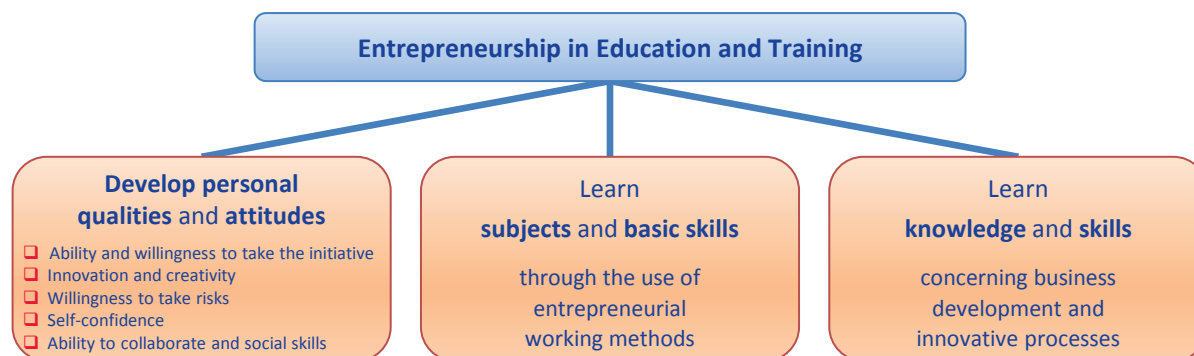 Entrepreneurship in Education and Training
Develop personal
qualities and attitudes
❑ Ability and willingness to take the initiative
❑ Innovation and creativity
❑ Willingness to take risks
❑ Self-confidence
❑ Ability to collaborate and social skills
Learn
subjects and basic skills
through the use of
entrepreneurial
working methods
Learn
knowledge and skills
concerning business
development and
innovative processes